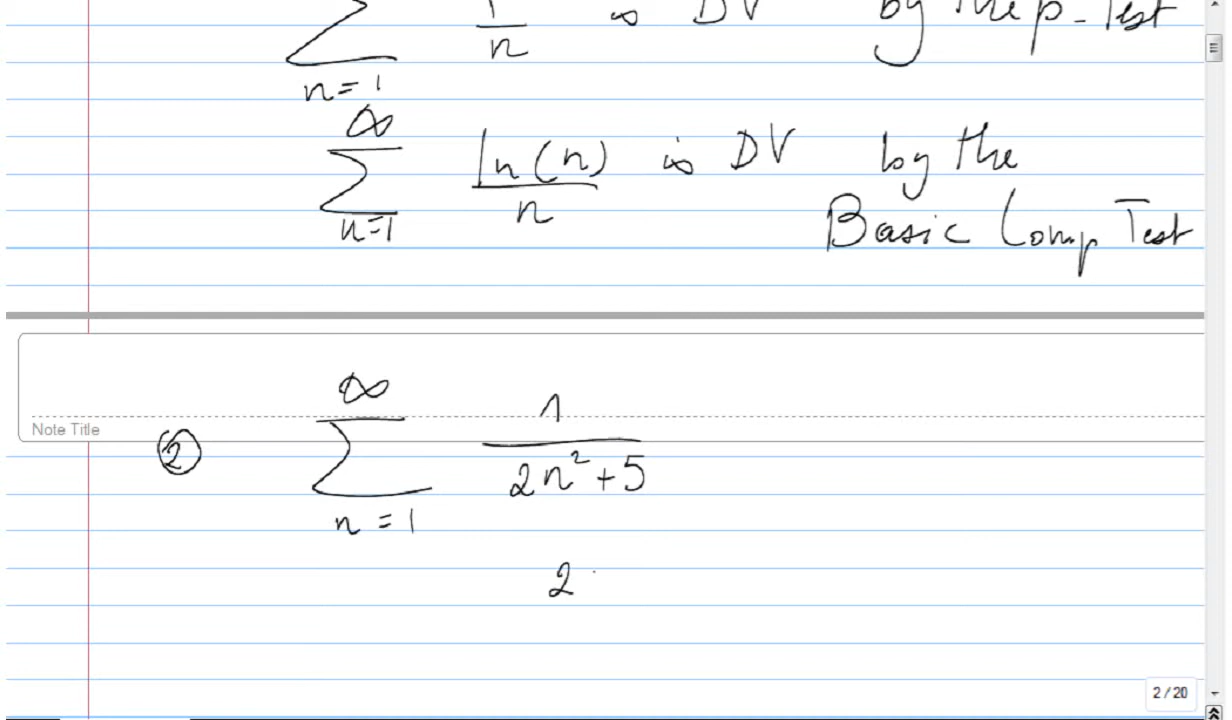 ∑ n=1 1/n is DV by the p-Test
∞ ∑ n=1 ln(n)/n is DV by the
Basic Comp Test
Note Title
② ∞ ∑ n=1 1/(2n²+5)
2
2 / 20